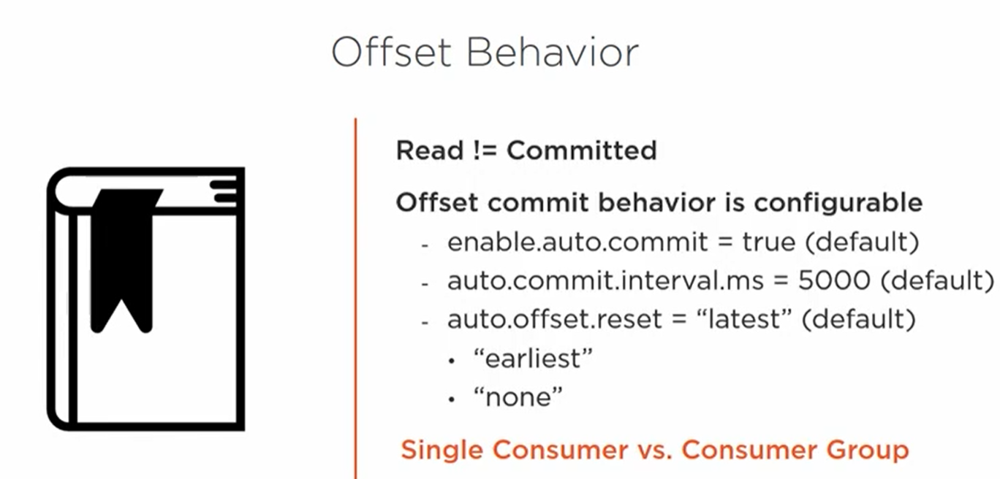 Offset Behavior
Read != Committed
Offset commit behavior is configurable
- enable.auto.commit = true (default)
- auto.commit.interval.ms = 5000 (default)
- auto.offset.reset = “latest” (default)
• “earliest”
• “none”
Single Consumer vs. Consumer Group